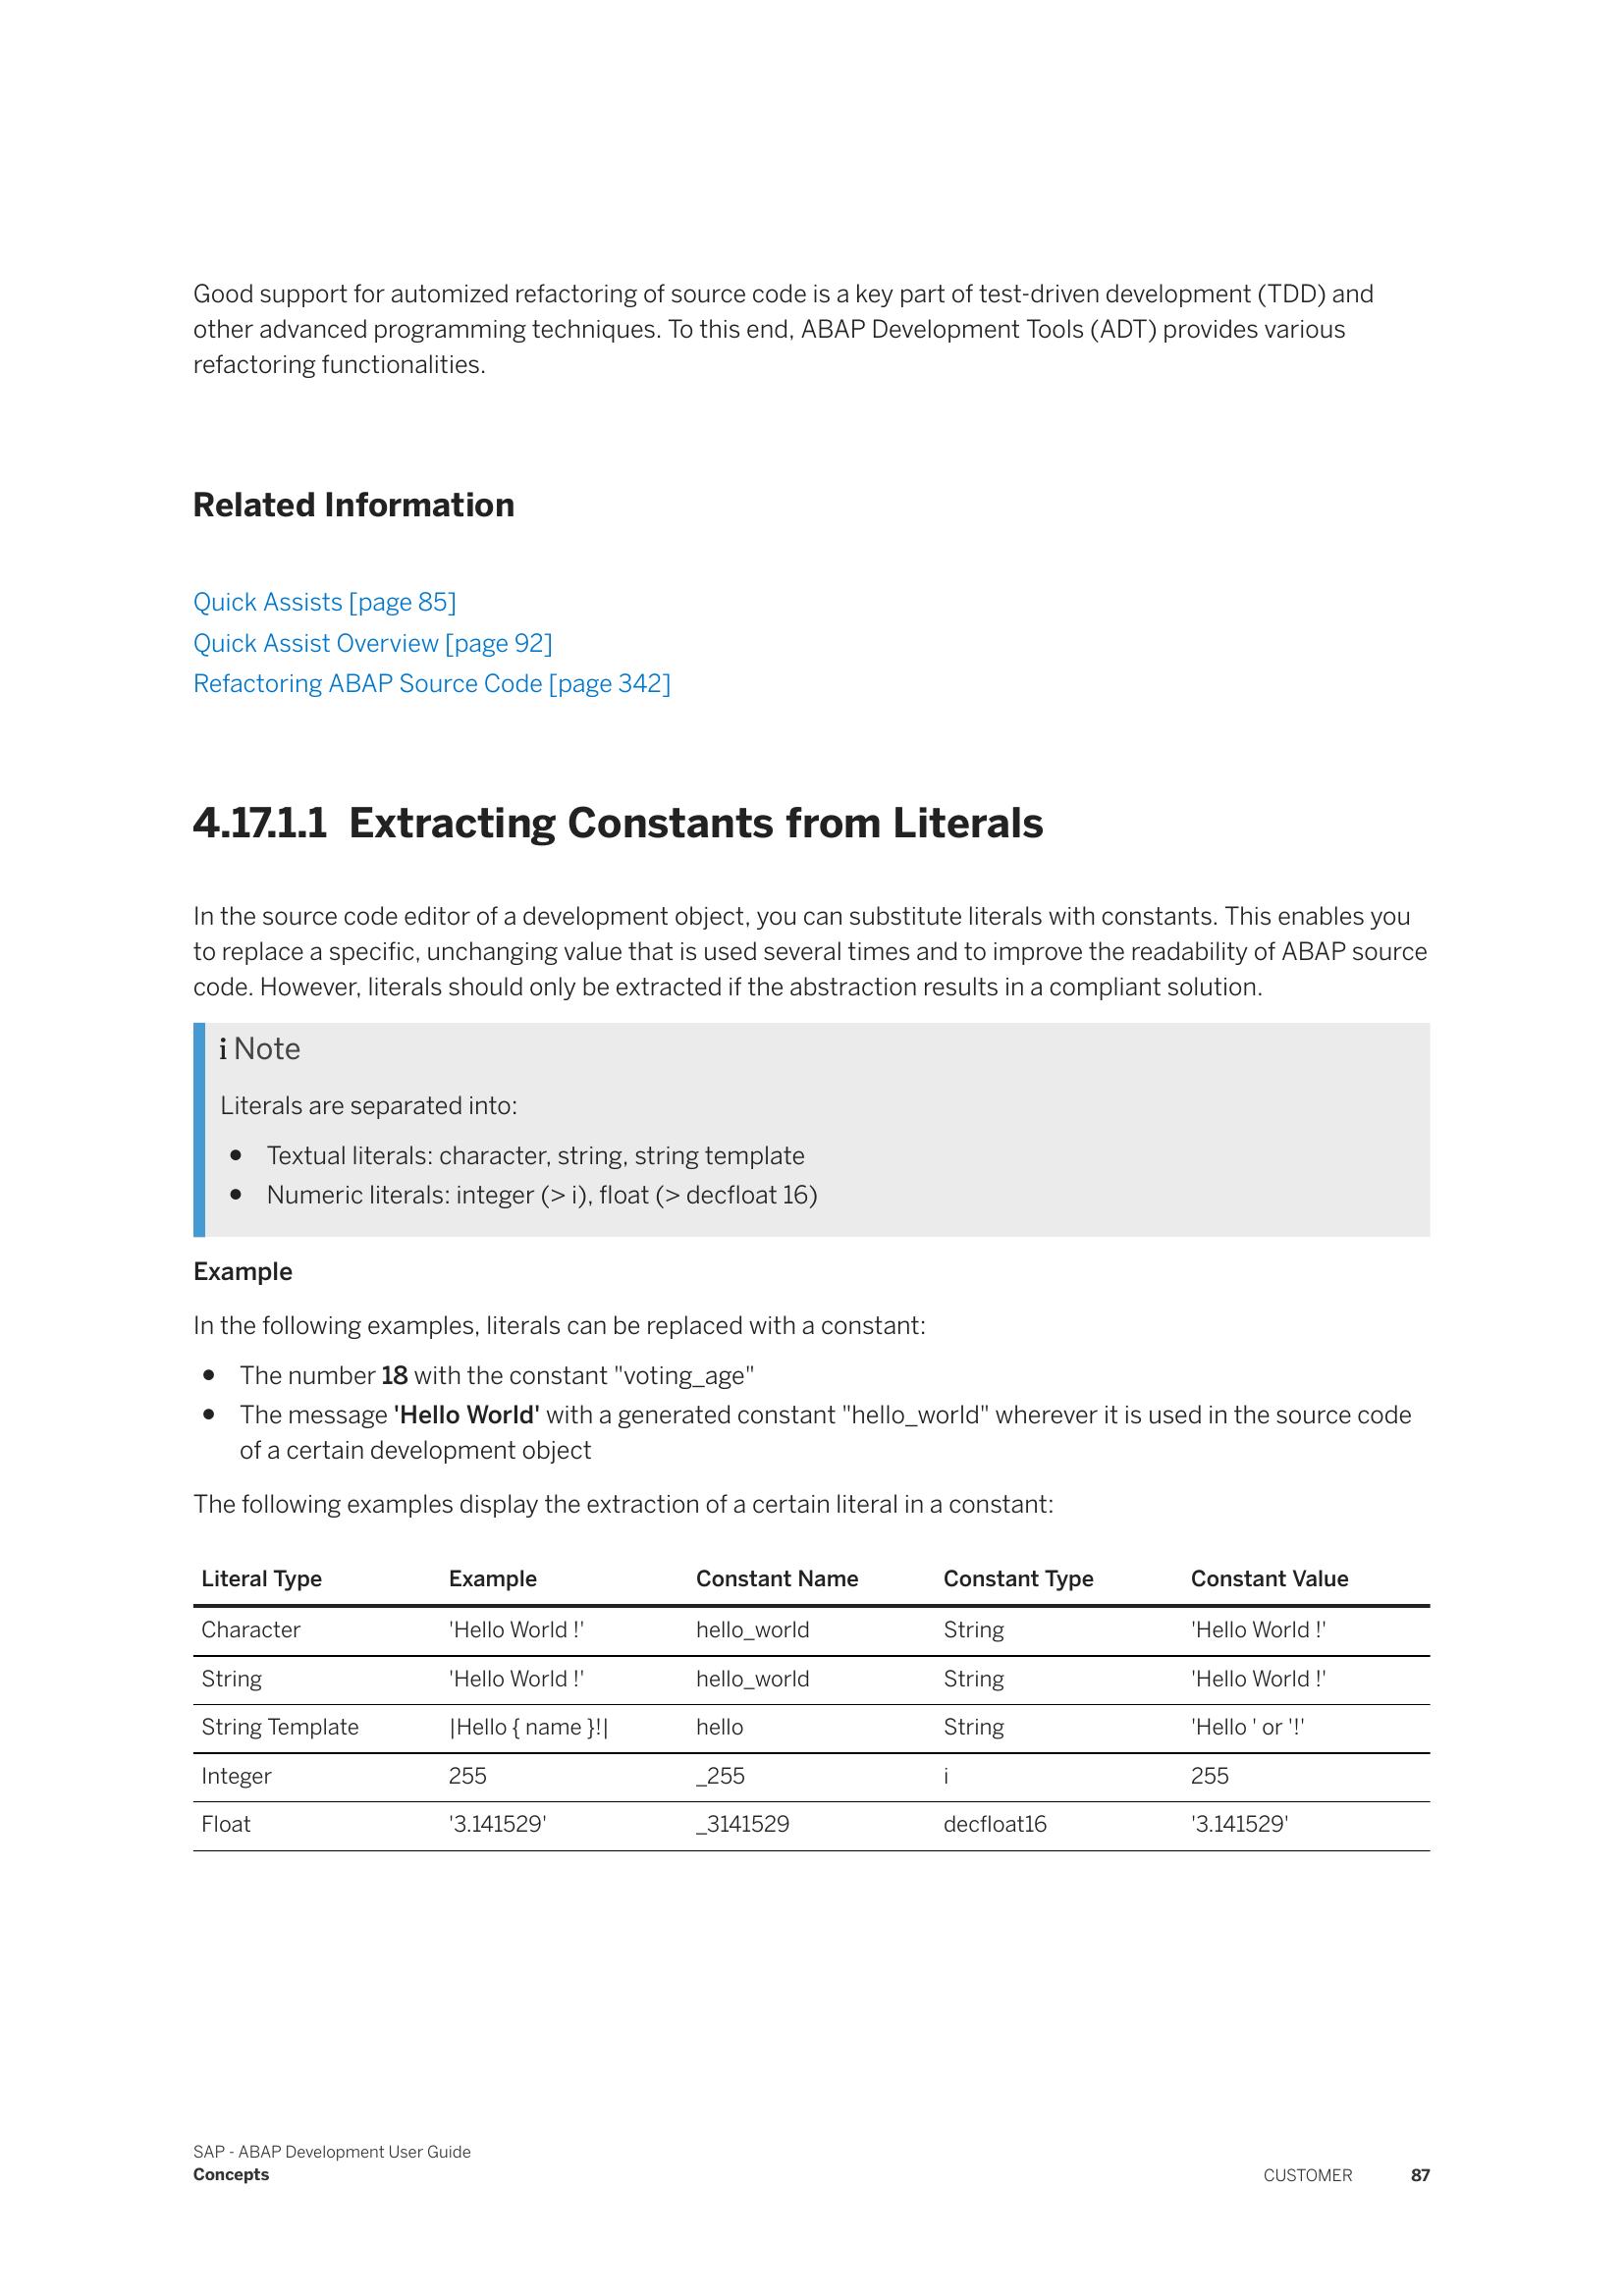 Good support for automized refactoring of source code is a key part of test-driven development (TDD) and
other advanced programming techniques. To this end, ABAP Development Tools (ADT) provides various
refactoring functionalities.
Related Information
Quick Assists [page 85]
Quick Assist Overview [page 92]
Refactoring ABAP Source Code [page 342]
4.17.1.1 Extracting Constants from Literals
In the source code editor of a development object, you can substitute literals with constants. This enables you
to replace a specific, unchanging value that is used several times and to improve the readability of ABAP source
code. However, literals should only be extracted if the abstraction results in a compliant solution.
i Note
Literals are separated into:
● Textual literals: character, string, string template
● Numeric literals: integer (> i), float (> decfloat 16)
Example
In the following examples, literals can be replaced with a constant:
● The number 18 with the constant "voting_age"
● The message 'Hello World' with a generated constant "hello_world" wherever it is used in the source code
of a certain development object
The following examples display the extraction of a certain literal in a constant:
Literal Type Example Constant Name Constant Type Constant Value
Character 'Hello World !' hello_world String 'Hello World !'
String 'Hello World !' hello_world String 'Hello World !'
String Template |Hello { name }!| hello String 'Hello ' or '!'
Integer 255 _255 i 255
Float '3.141529' _3141529 decfloat16 '3.141529'
SAP - ABAP Development User Guide
Concepts CUSTOMER 87